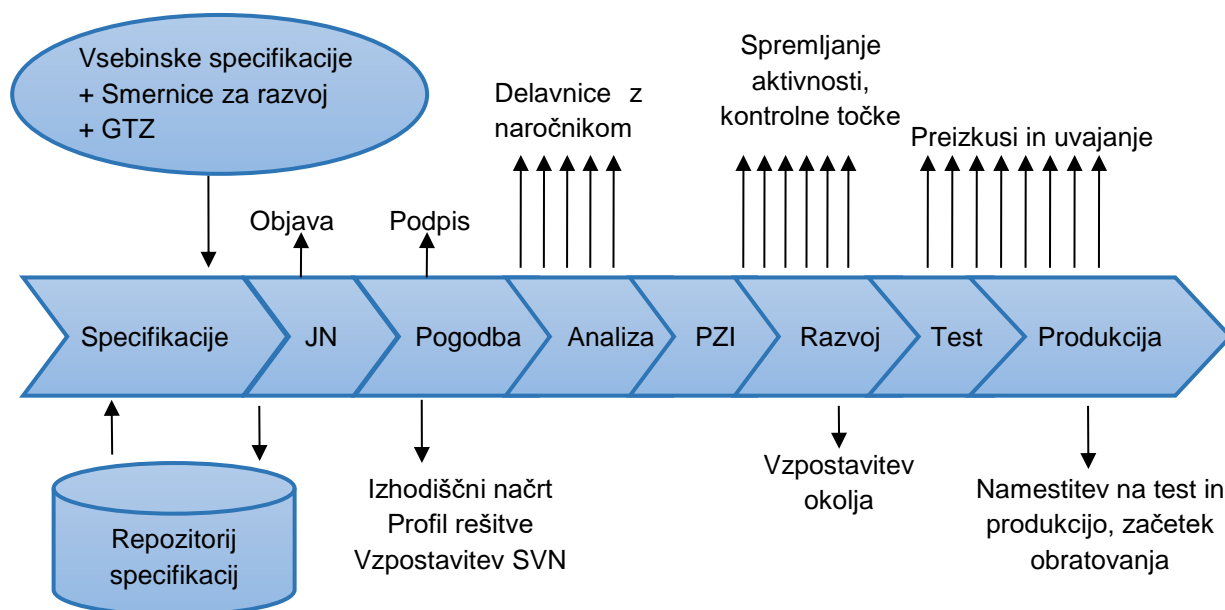 Vsebinske specifikacije
+ Smernice za razvoj
+ GTZ
Delavnice z
naročnikom
Spremljanje
aktivnosti,
kontrolne točke
Preizkusi in uvajanje
Objava
Podpis
Specifikacije
JN
Pogodba
Analiza
PZI
Razvoj
Test
Produkcija
Repozitorij
specifikacij
Izhodiščni načrt
Profil rešitve
Vzpostavitev SVN
Vzpostavitev
okolja
Namestitev na test in
produkcijo, začetek
obratovanja